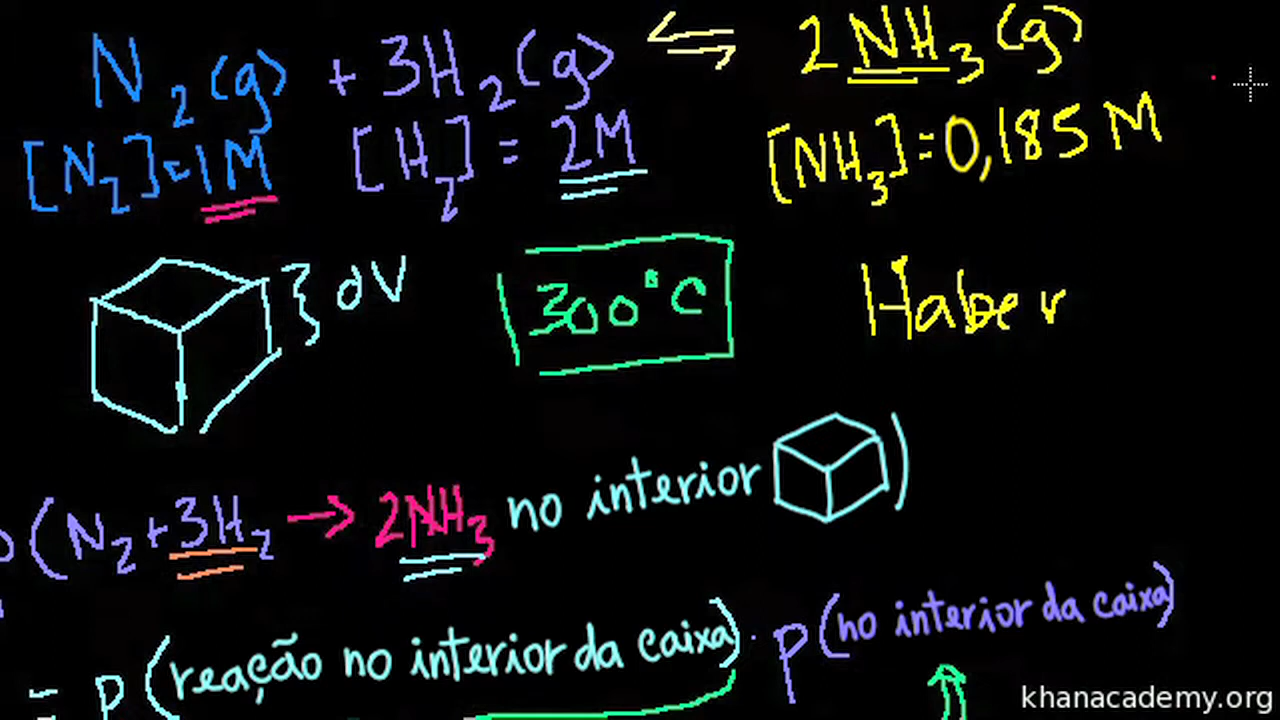 N₂(g) + 3H₂(g) ⇌ 2NH₃(g)
[N₂]=1M [H₂]=2M [NH₃]=0,185M
dV 300°C Haber
(N₂+3H₂ → 2NH₃ no interior )
= P(reação no interior da caixa) · P(no interior da caixa)
khanacademy.org